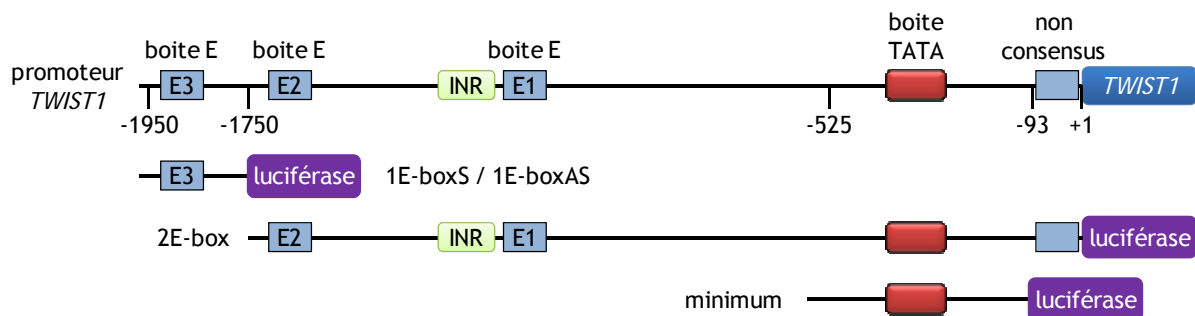 boite E boite E boite E boite TATA non consensus
promoteur TWIST1
E3 E2 INR E1 TWIST1
-1950 -1750 -525 -93 +1
E3 luciférase 1E-boxS / 1E-boxAS
2E-box E2 INR E1 luciférase
minimum luciférase